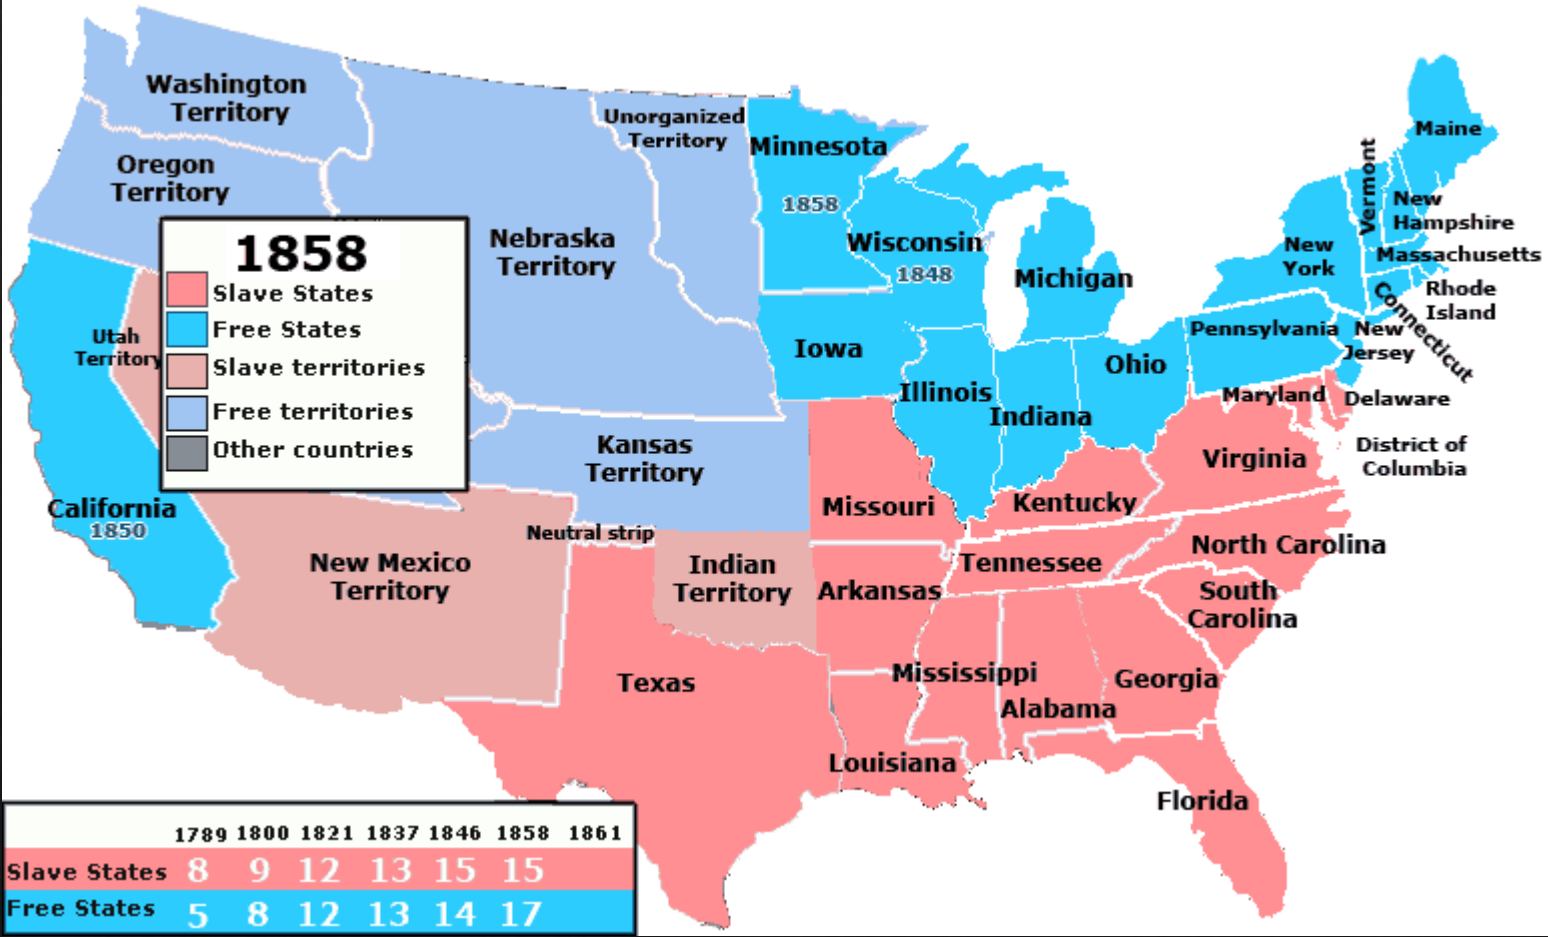 Washington
Territory
Oregon
Territory
Unorganized
Territory
Minnesota
1858
Maine
Vermont
New
Hampshire
Massachusetts
New
York
Rhode
Island
Connecticut
Nebraska
Territory
Wisconsin
1848
Michigan
1858
Slave States
Free States
Slave territories
Free territories
Other countries
Utah
Territory
Iowa
Illinois
Indiana
Ohio
Pennsylvania
New
Jersey
Maryland
Delaware
District of
Columbia
Kansas
Territory
Missouri
Kentucky
Virginia
California
1850
Neutral strip
New Mexico
Territory
Indian
Territory
Arkansas
Tennessee
North Carolina
South
Carolina
Texas
Mississippi
Alabama
Georgia
Louisiana
Florida
1789 1800 1821 1837 1846 1858 1861
Slave States 8 9 12 13 15 15
Free States 5 8 12 13 14 17